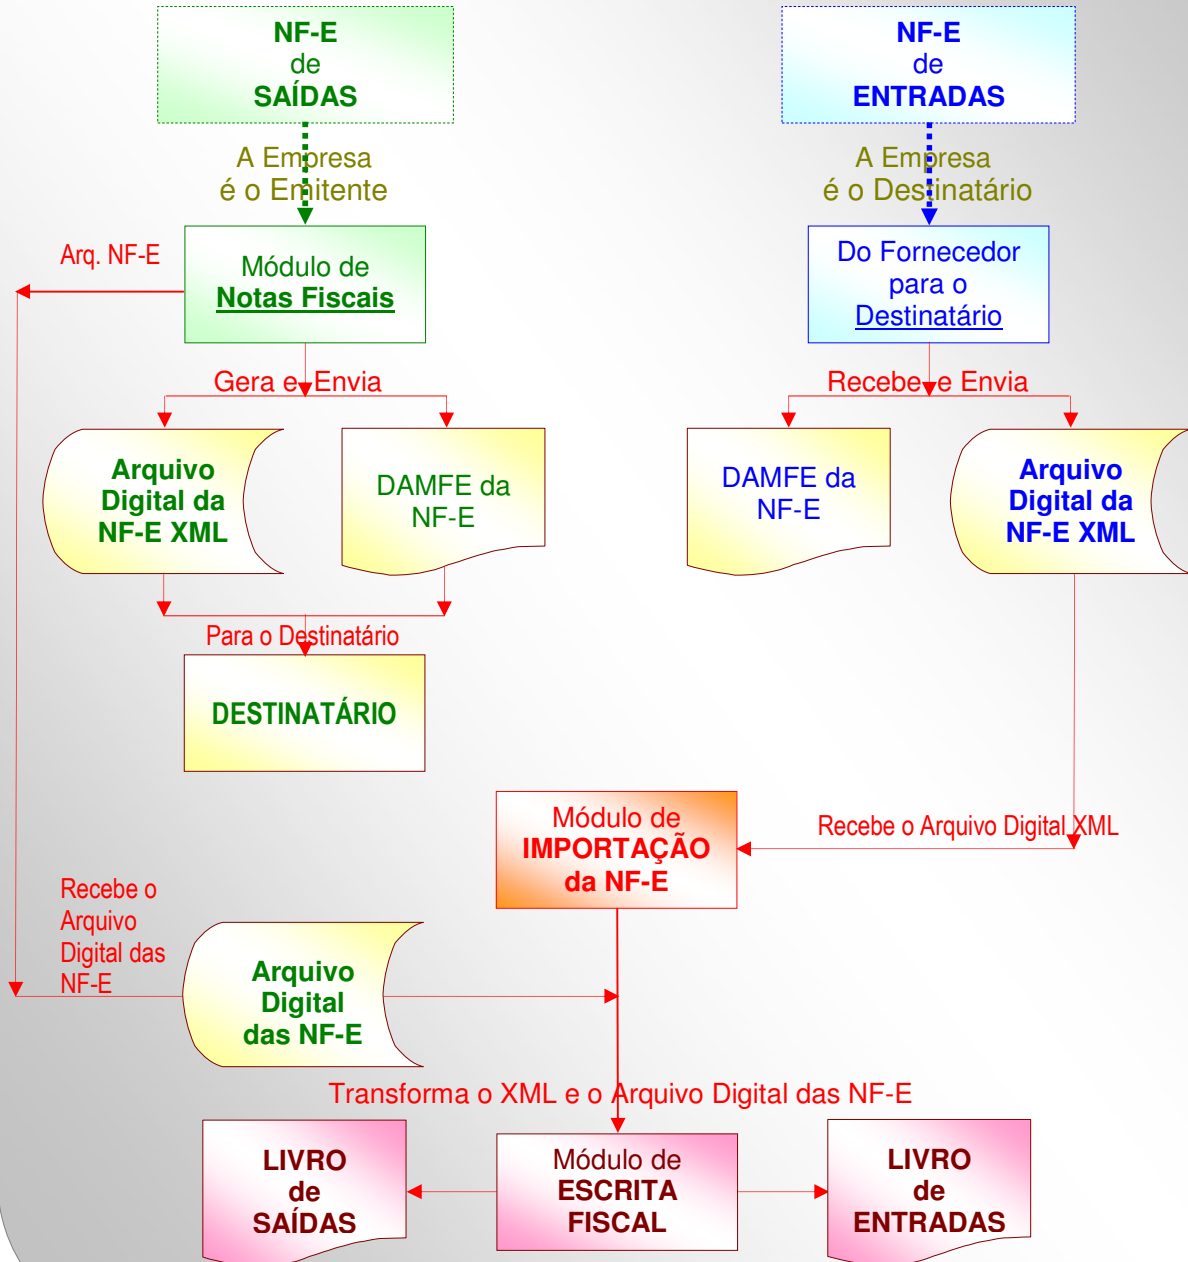 NF-E
de
SAÍDAS
NF-E
de
ENTRADAS
A Empresa
é o Emitente
A Empresa
é o Destinatário
Arq. NF-E
Módulo de
Notas Fiscais
Do Fornecedor
para o
Destinatário
Gera e Envia
Recebe e Envia
Arquivo
Digital da
NF-E XML
DAMFE da
NF-E
DAMFE da
NF-E
Arquivo
Digital da
NF-E XML
Para o Destinatário
DESTINATÁRIO
Módulo de
IMPORTAÇÃO
da NF-E
Recebe o Arquivo Digital XML
Recebe o
Arquivo
Digital das
NF-E
Arquivo
Digital
das NF-E
Transforma o XML e o Arquivo Digital das NF-E
LIVRO
de
SAÍDAS
Módulo de
ESCRITA
FISCAL
LIVRO
de
ENTRADAS